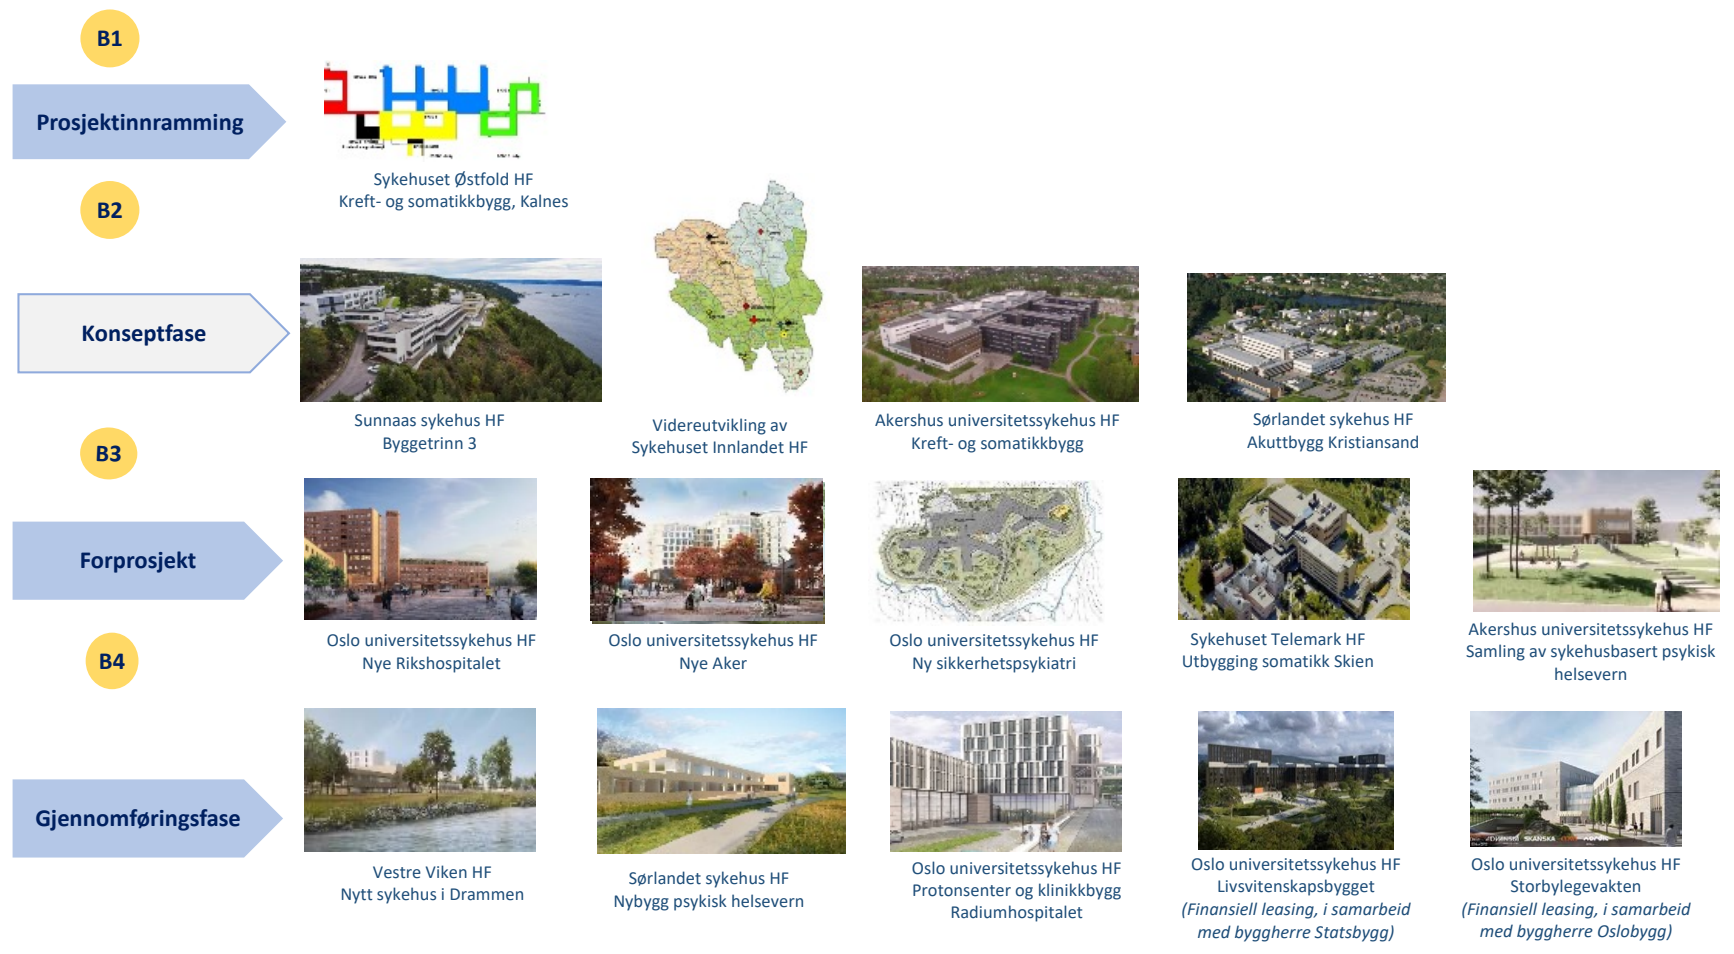 B1
Prosjektinnramming
Sykehuset Østfold HF
Kreft- og somatikkbygg, Kalnes
B2
Konseptfase
Sunnaas sykehus HF
Byggetrinn 3
Videreutvikling av
Sykehuset Innlandet HF
Akershus universitetssykehus HF
Kreft- og somatikkbygg
Sørlandet sykehus HF
Akuttbygg Kristiansand
B3
Forprosjekt
Oslo universitetssykehus HF
Nye Rikshospitalet
Oslo universitetssykehus HF
Nye Aker
Oslo universitetssykehus HF
Ny sikkerhetspsykiatri
Sykehuset Telemark HF
Utbygging somatikk Skien
Akershus universitetssykehus HF
Samling av sykehusbasert psykisk
helsevern
B4
Gjennomføringsfase
Vestre Viken HF
Nytt sykehus i Drammen
Sørlandet sykehus HF
Nybygg psykisk helsevern
Oslo universitetssykehus HF
Protonsenter og klinikkbygg
Radiumhospitalet
Oslo universitetssykehus HF
Livsvitenskapsbygget
(Finansiell leasing, i samarbeid
med byggherre Statsbygg)
SKANSKA
Oslo universitetssykehus HF
Storbylegevakten
(Finansiell leasing, i samarbeid
med byggherre Oslobygg)